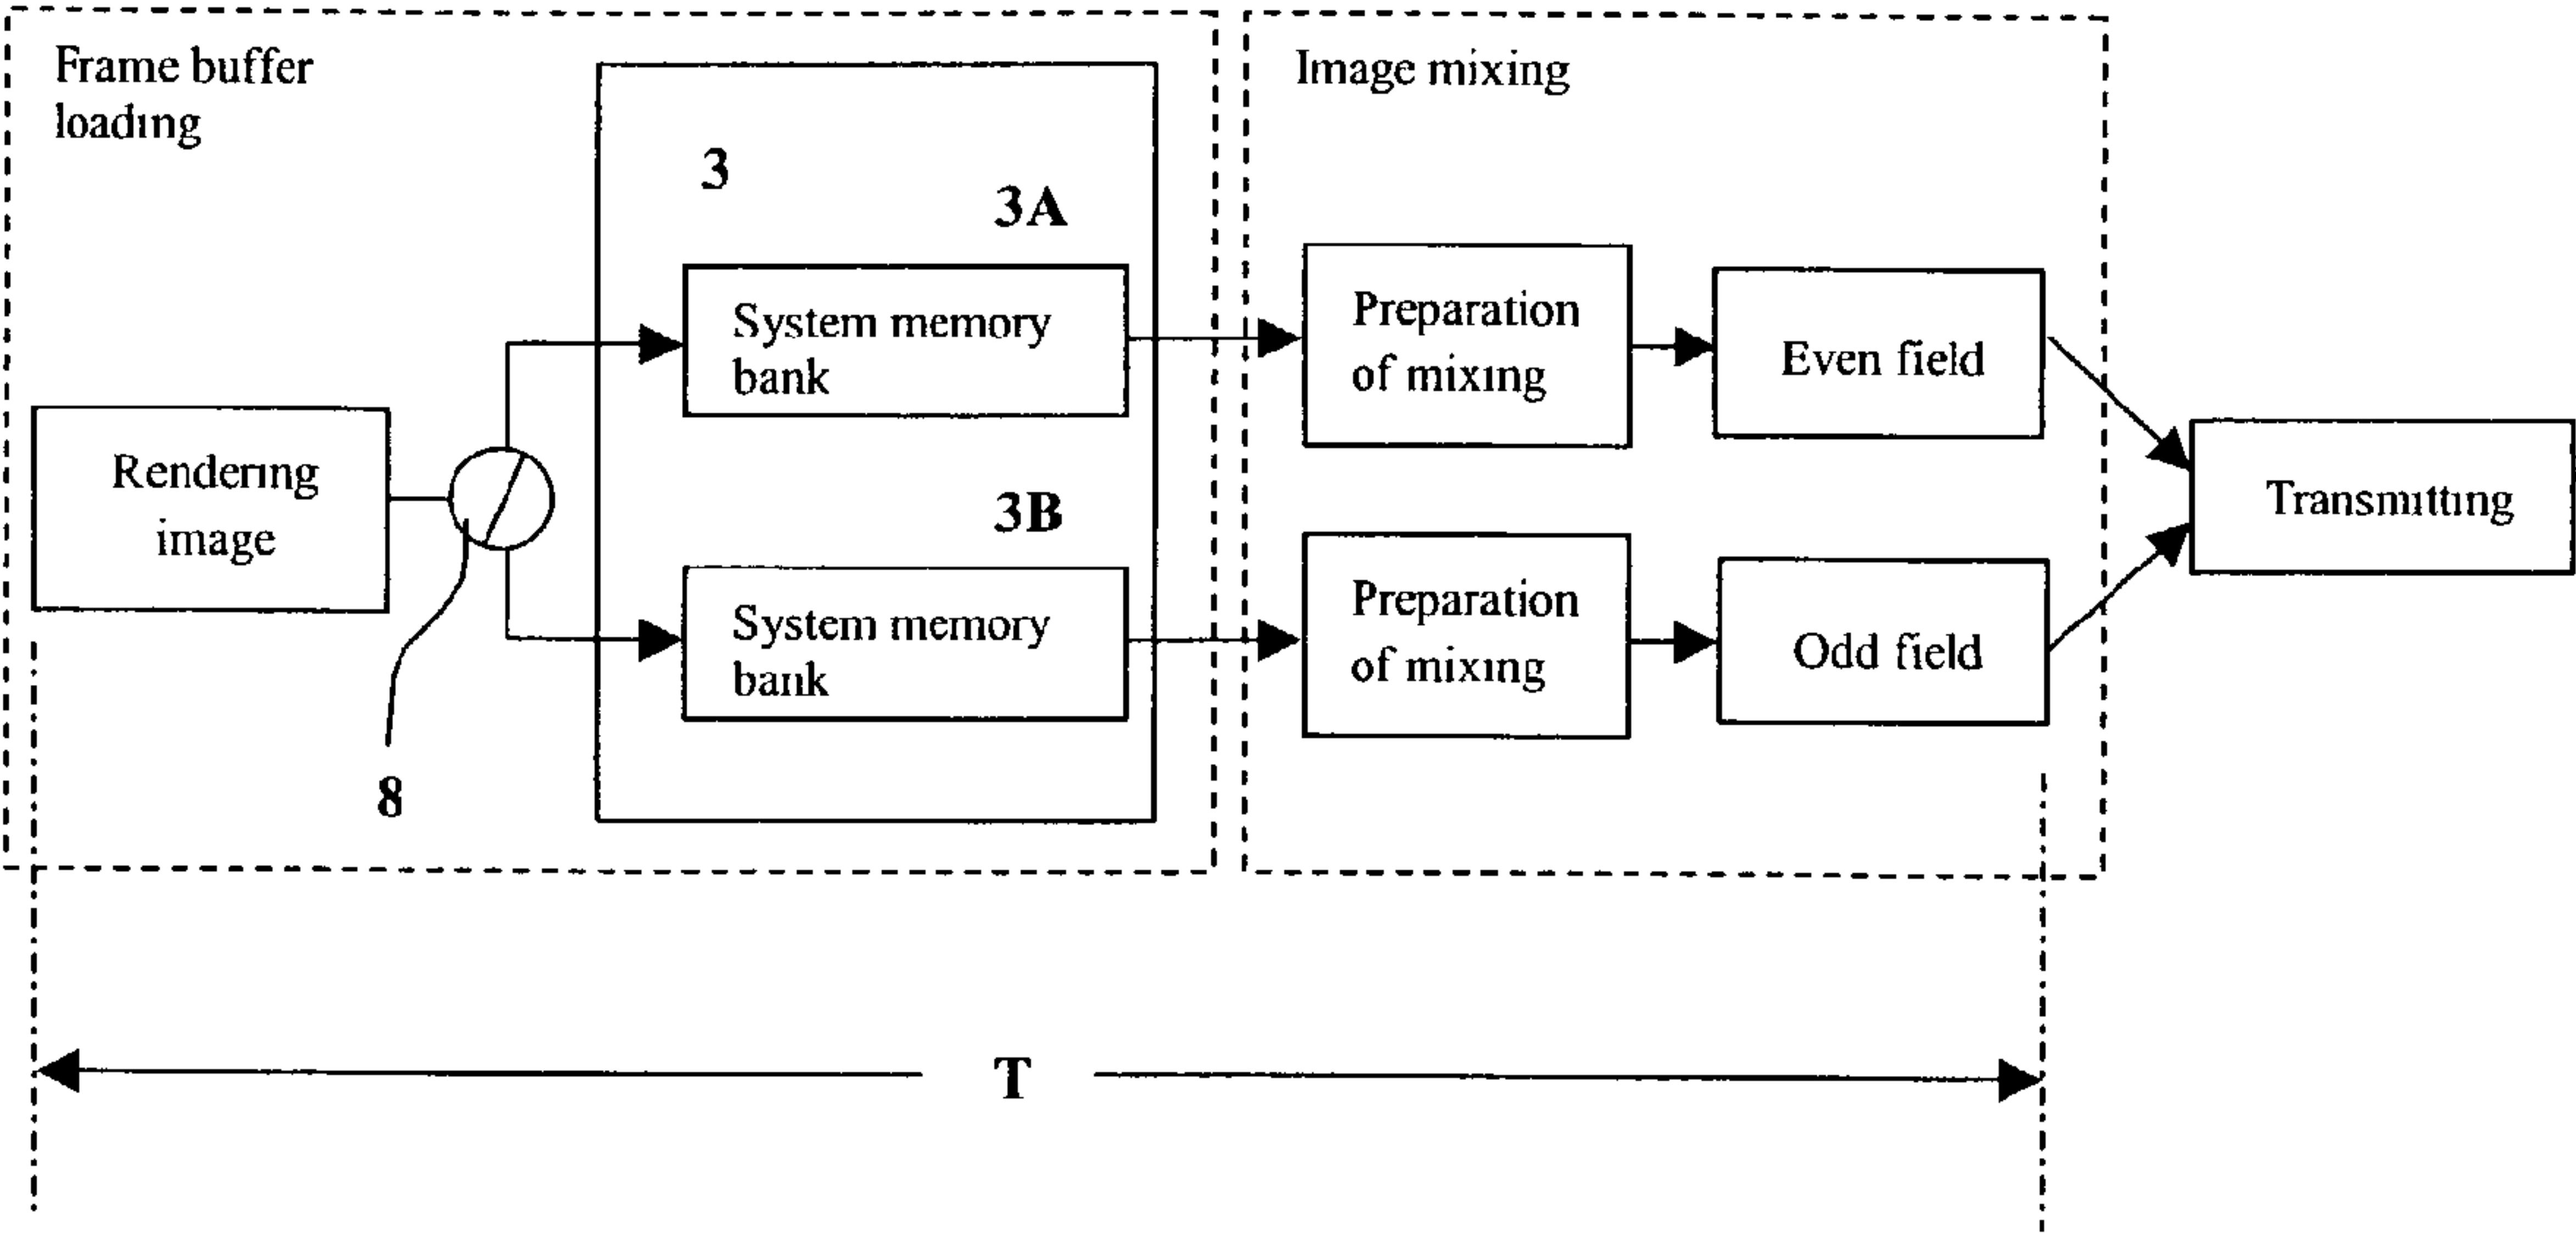 Frame buffer
loading
Image mixing
3
3A
System memory
bank
Preparation
of mixing
Even field
Rendering
image
Transmitting
3B
System memory
bank
Preparation
of mixing
Odd field
8
T